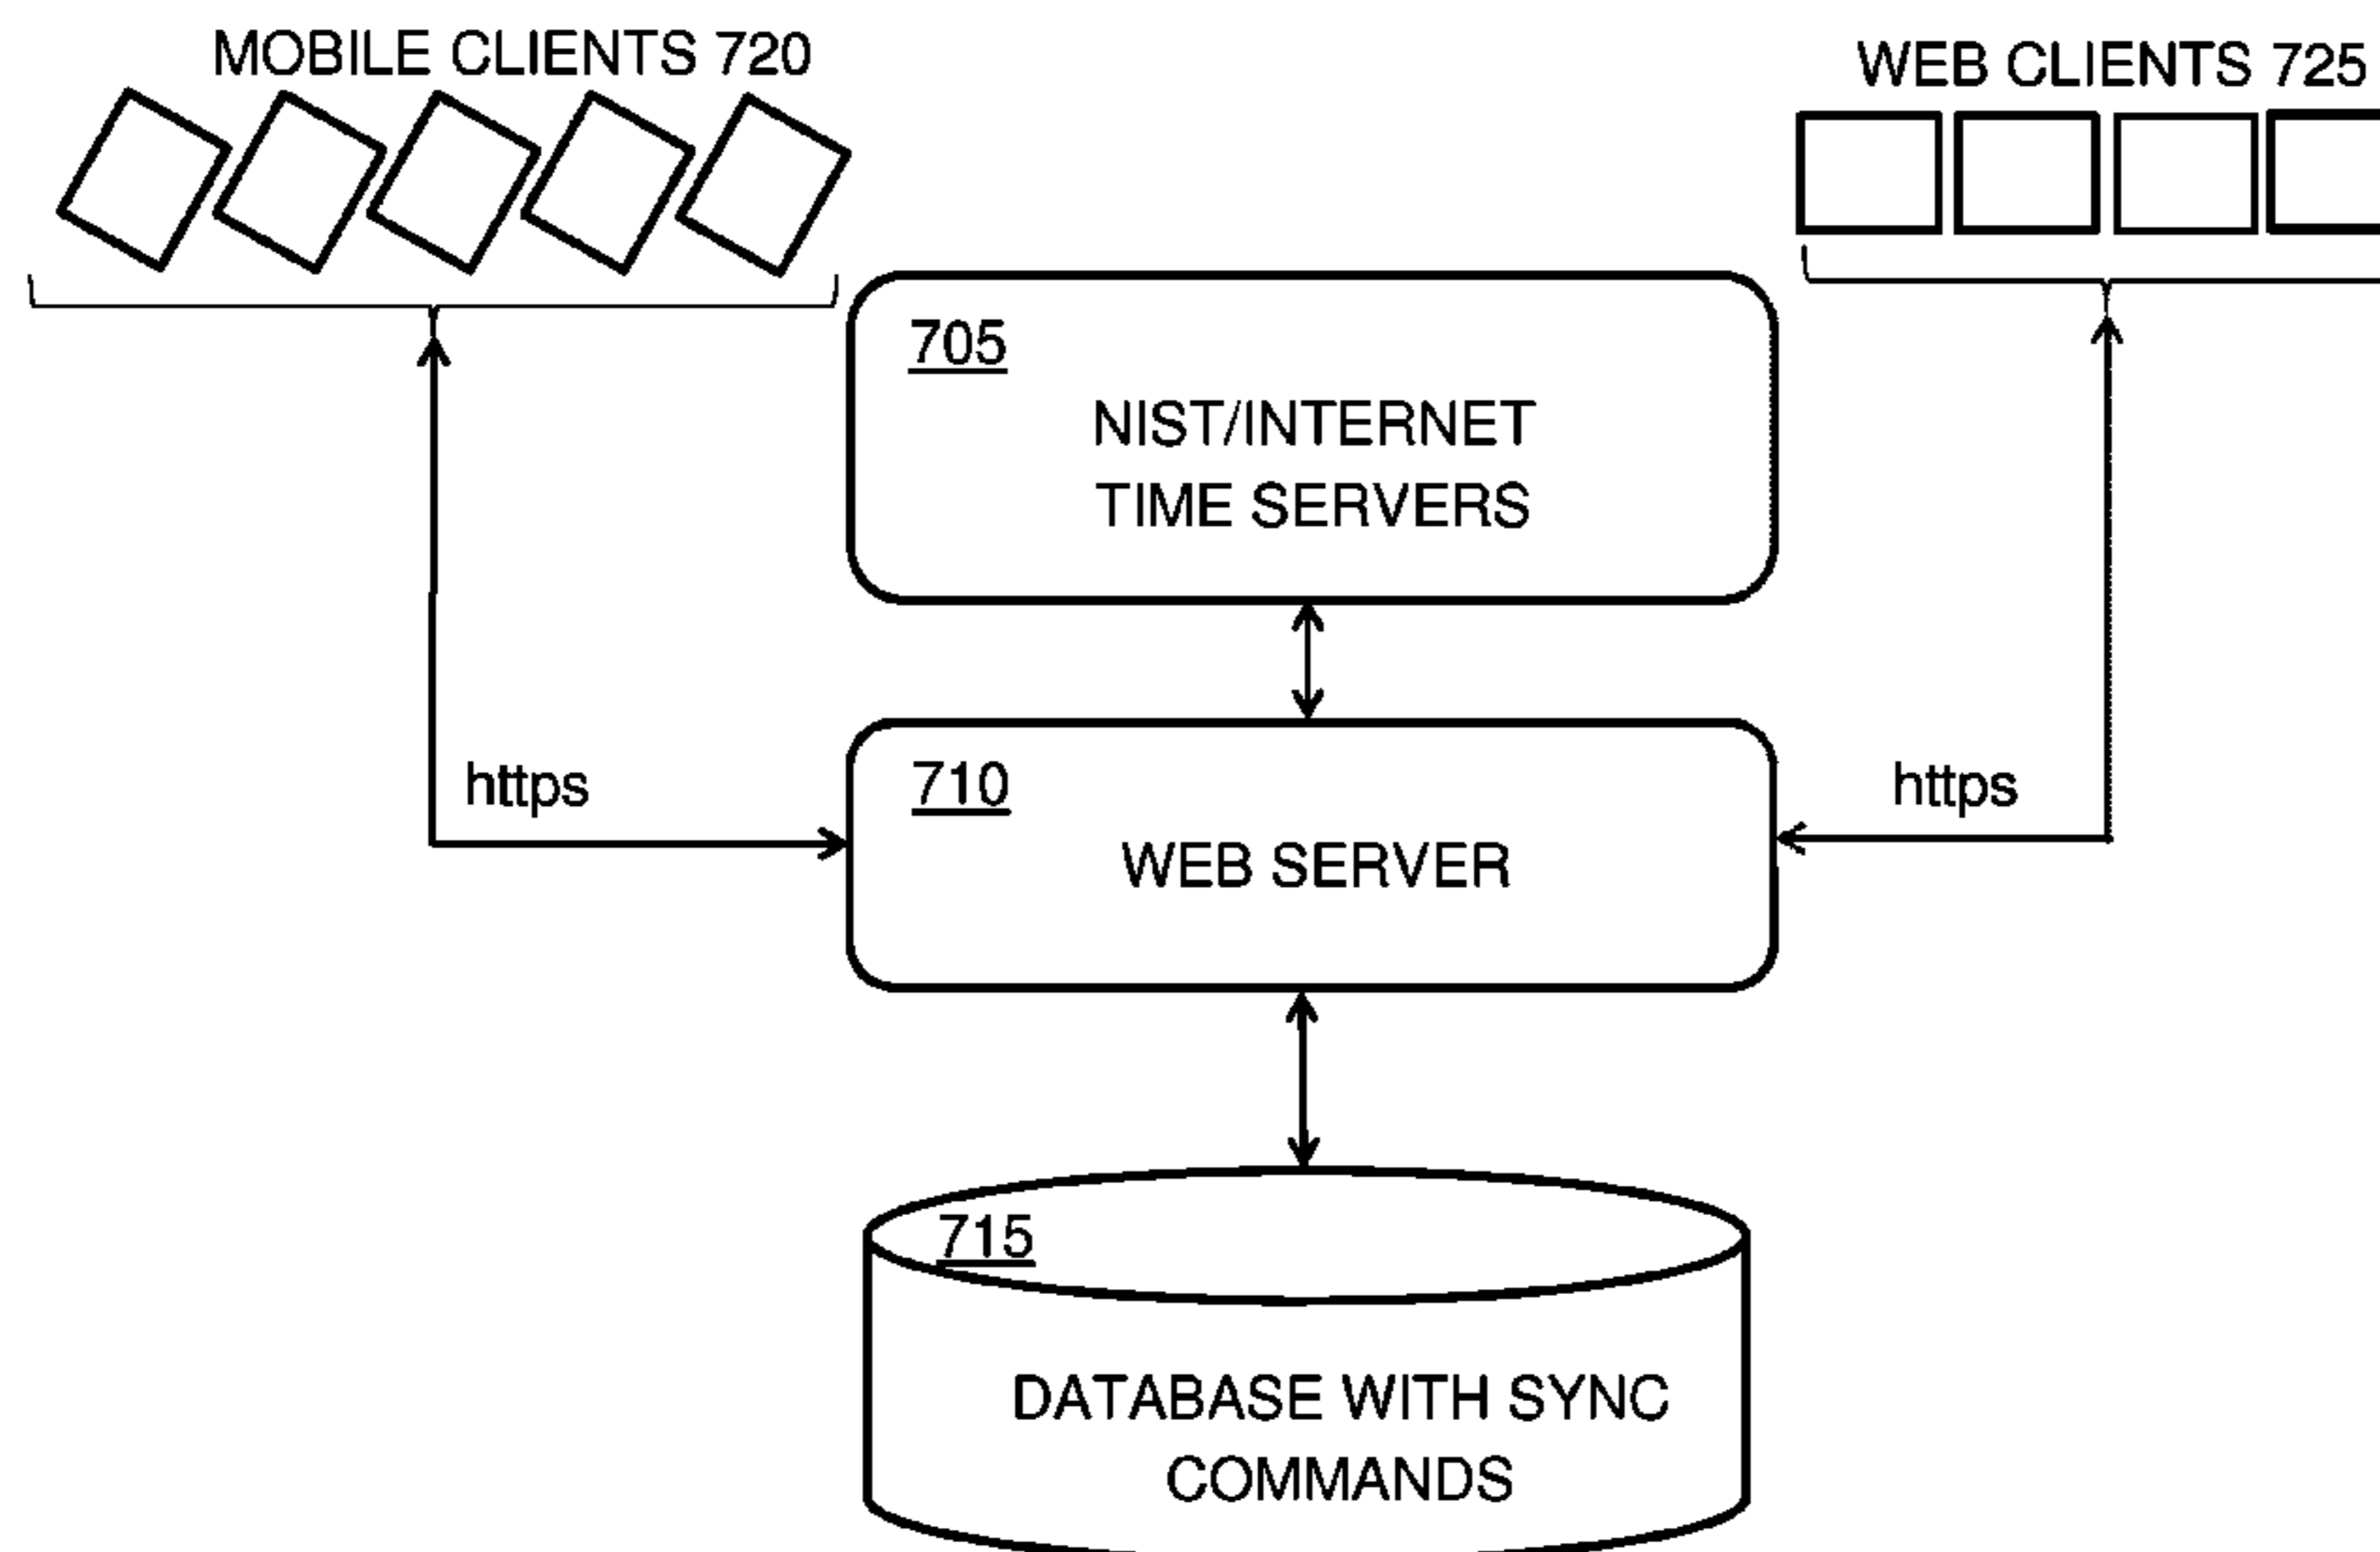 MOBILE CLIENTS 720
WEB CLIENTS 725
705
NIST/INTERNET
TIME SERVERS
https
710
WEB SERVER
https
715
DATABASE WITH SYNC
COMMANDS